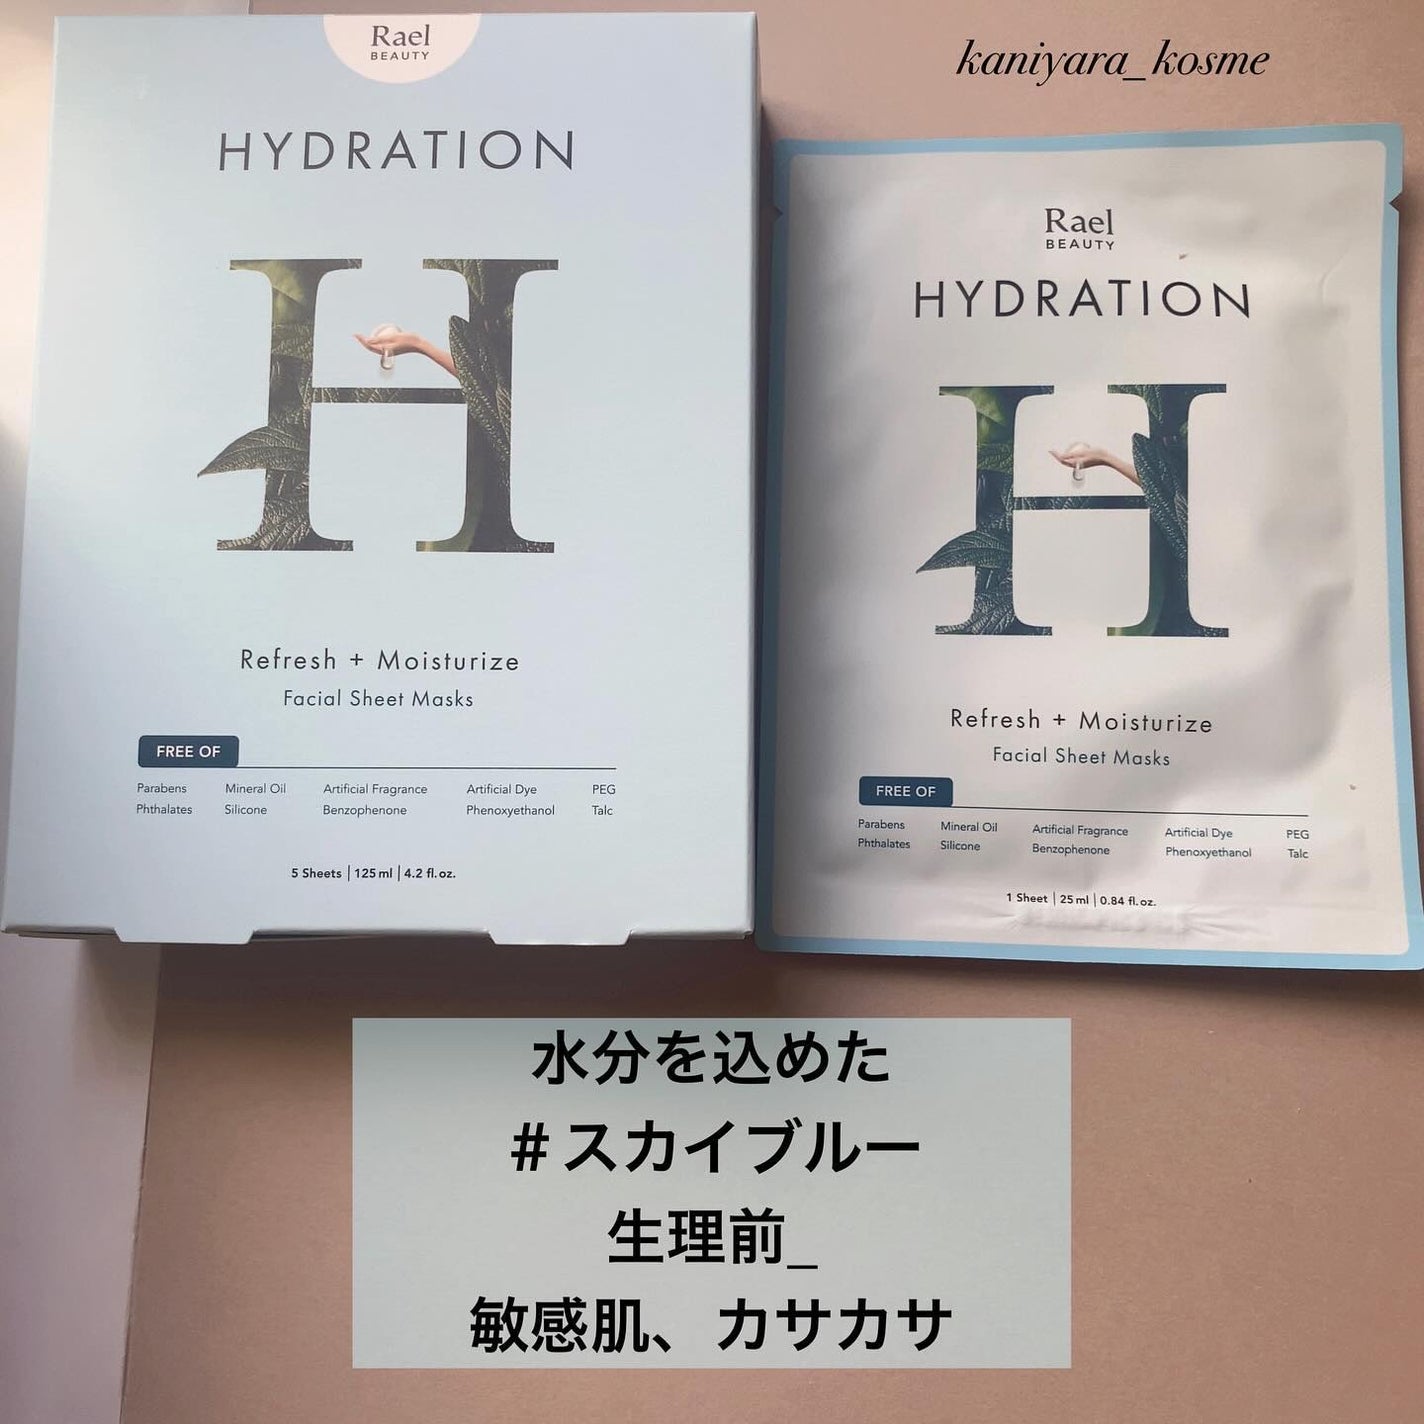 kaniyara_kosme
Rael
BEAUTY
HYDRATION
H
Refresh + Moisturize
Facial Sheet Masks
FREE OF
Parabens Mineral Oil Artificial Fragrance Artificial Dye PEG
Phthalates Silicone Benzophenone Phenoxyethanol Talc
5 Sheets | 125 ml | 4.2 fl. oz.
Rael
BEAUTY
HYDRATION
H
Refresh + Moisturize
Facial Sheet Masks
FREE OF
Parabens Mineral Oil Artificial Fragrance Artificial Dye PEG
Phthalates Silicone Benzophenone Phenoxyethanol Talc
1 Sheet | 25 ml | 0.84 fl. oz.
水分を込めた
#スカイブルー
生理前_
敏感肌、カサカサ